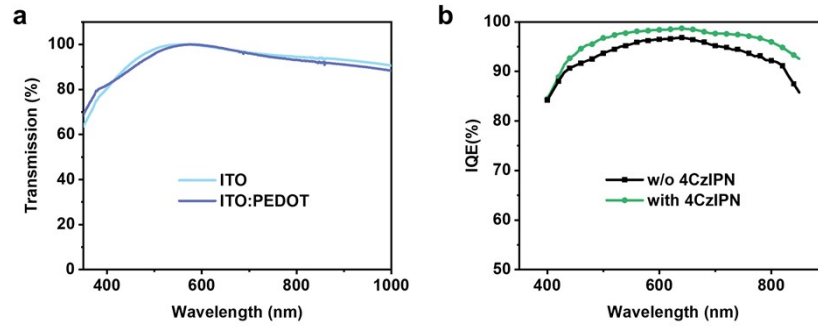 a
Transmission (%)
120
100
80
60
40
20
0
ITO
ITO:PEDOT
400
600
800
1000
Wavelength (nm)
b
IQE(%)
100
90
80
70
60
50
w/o 4CzIPN
with 4CzIPN
400
600
800
Wavelength (nm)